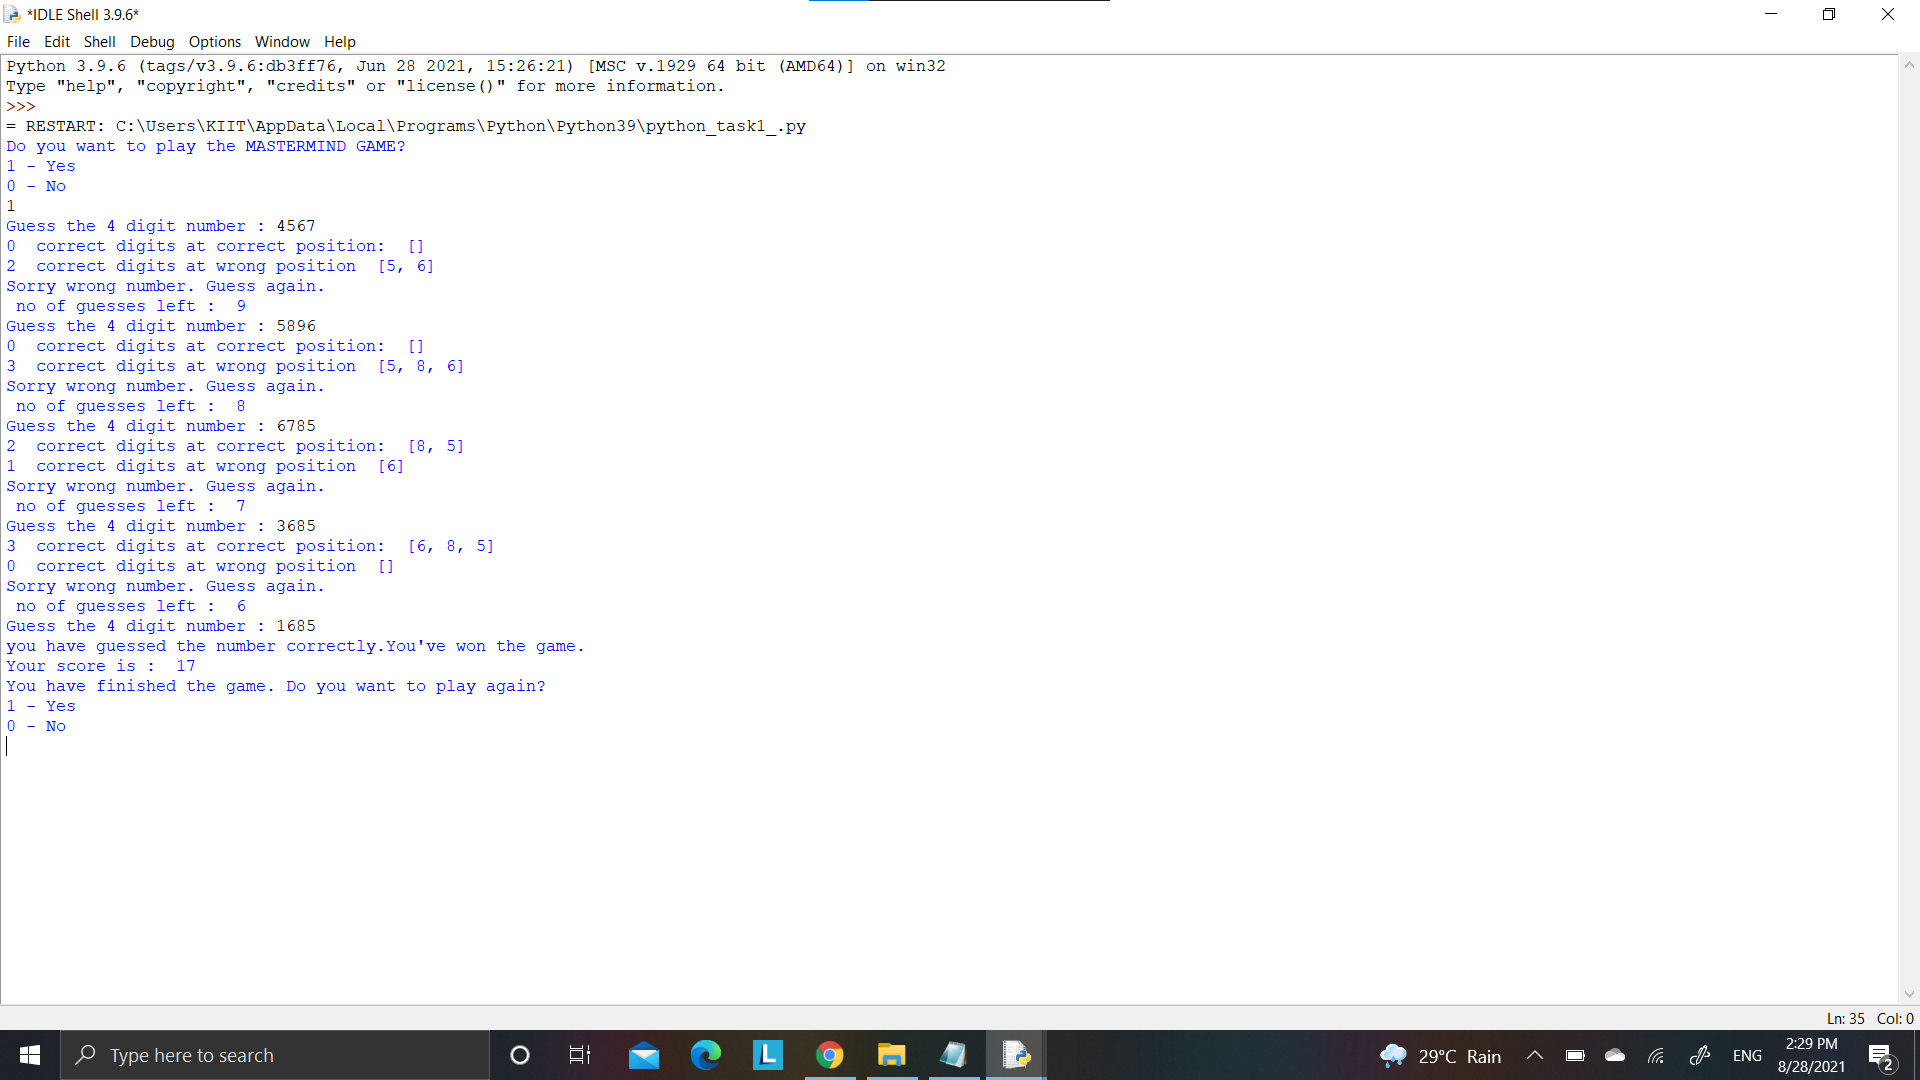 *IDLE Shell 3.9.6*
File Edit Shell Debug Options Window Help
Python 3.9.6 (tags/v3.9.6:db3ff76, Jun 28 2021, 15:26:21) [MSC v.1929 64 bit (AMD64)] on win32
Type "help", "copyright", "credits" or "license()" for more information.
>>>
= RESTART: C:\Users\KIIT\AppData\Local\Programs\Python\Python39\python_task1_.py
Do you want to play the MASTERMIND GAME?
1 - Yes
0 - No
1
Guess the 4 digit number : 4567
0  correct digits at correct position:  []
2  correct digits at wrong position  [5, 6]
Sorry wrong number. Guess again.
 no of guesses left :  9
Guess the 4 digit number : 5896
0  correct digits at correct position:  []
3  correct digits at wrong position  [5, 8, 6]
Sorry wrong number. Guess again.
 no of guesses left :  8
Guess the 4 digit number : 6785
2  correct digits at correct position:  [8, 5]
1  correct digits at wrong position  [6]
Sorry wrong number. Guess again.
 no of guesses left :  7
Guess the 4 digit number : 3685
3  correct digits at correct position:  [6, 8, 5]
0  correct digits at wrong position  []
Sorry wrong number. Guess again.
 no of guesses left :  6
Guess the 4 digit number : 1685
you have guessed the number correctly.You've won the game.
Your score is :  17
You have finished the game. Do you want to play again?
1 - Yes
0 - No
Ln: 35 Col: 0
Type here to search
L
29°C Rain
ENG
2:29 PM
8/28/2021
2